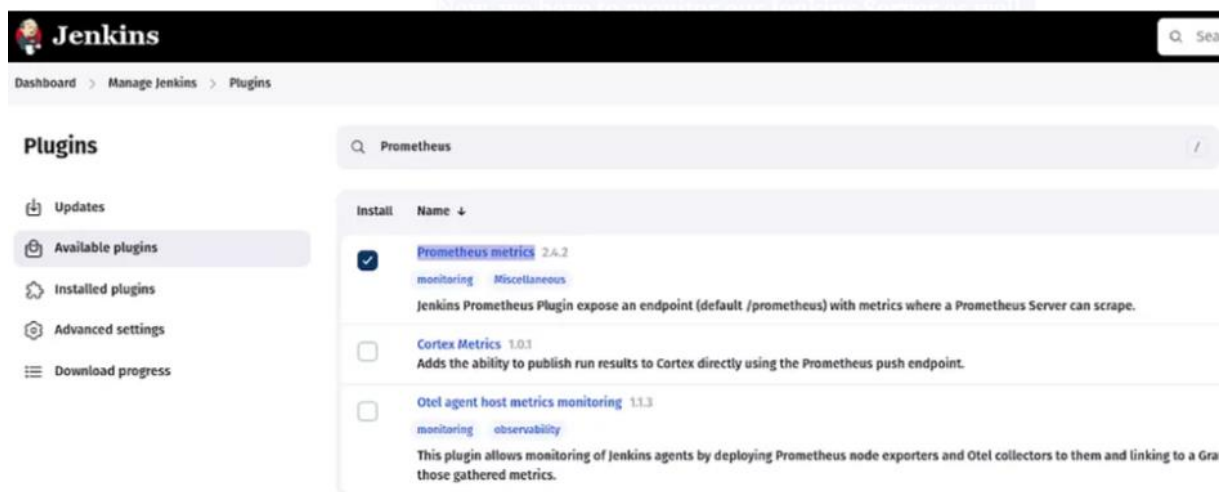 Jenkins
Sea
Dashboard > Manage Jenkins > Plugins
Plugins
Prometheus
/
Updates
Available plugins
Installed plugins
Advanced settings
Download progress
Install Name ↓
Prometheus metrics 2.4.2
monitoring Miscellaneous
Jenkins Prometheus Plugin expose an endpoint (default /prometheus) with metrics where a Prometheus Server can scrape.
Cortex Metrics 1.0.1
Adds the ability to publish run results to Cortex directly using the Prometheus push endpoint.
Otel agent host metrics monitoring 1.1.3
monitoring observability
This plugin allows monitoring of Jenkins agents by deploying Prometheus node exporters and Otel collectors to them and linking to a Gra
those gathered metrics.